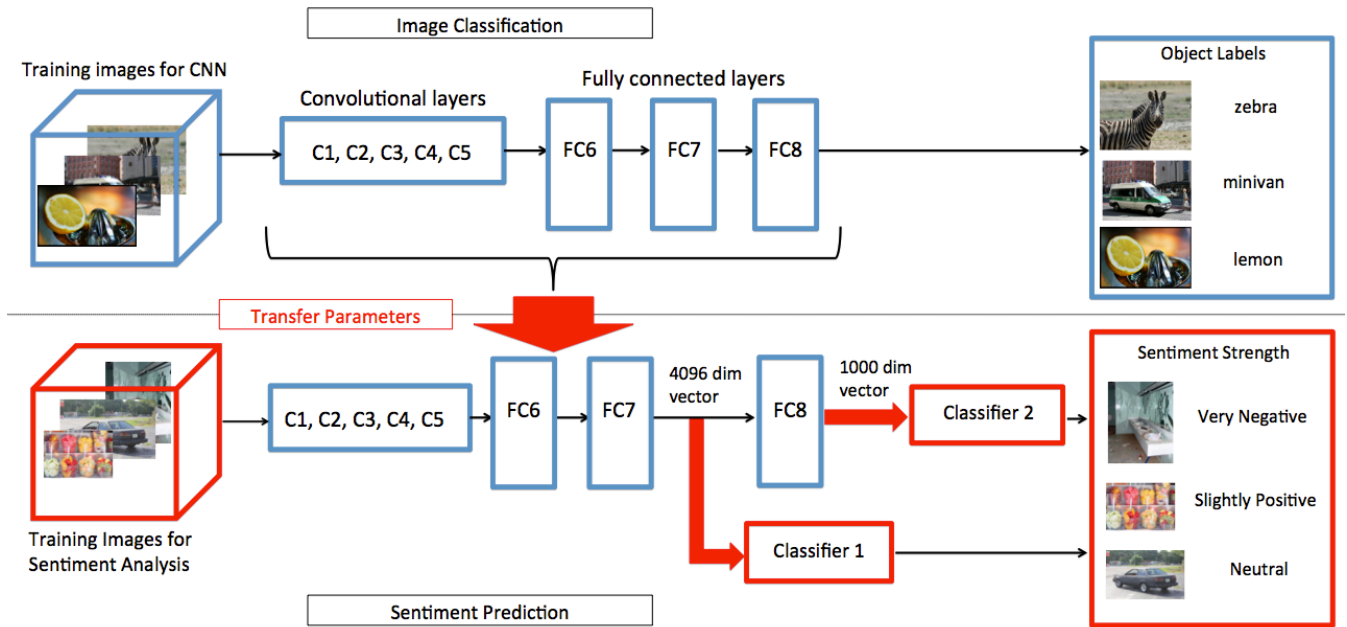 Image Classification
Training images for CNN
Convolutional layers
Fully connected layers
C1, C2, C3, C4, C5
FC6
FC7
FC8
Object Labels
zebra
minivan
lemon
Transfer Parameters
Training Images for
Sentiment Analysis
C1, C2, C3, C4, C5
FC6
FC7
4096 dim
vector
FC8
1000 dim
vector
Classifier 2
Classifier 1
Sentiment Strength
Very Negative
Slightly Positive
Neutral
Sentiment Prediction